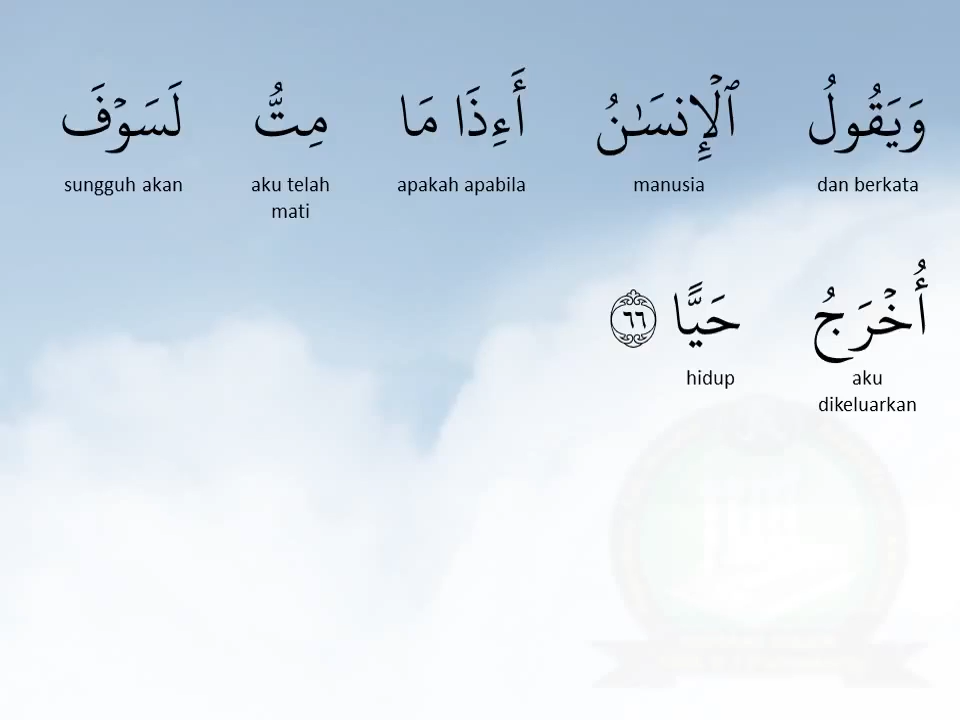 وَيَقُولُ ٱلْإِنسَـٰنُ أَءِذَا مَا مِتُّ لَسَوْفَ
dan berkata manusia apakah apabila aku telah mati sungguh akan
أُخْرَجُ حَيًّا ٦٦
aku dikeluarkan hidup